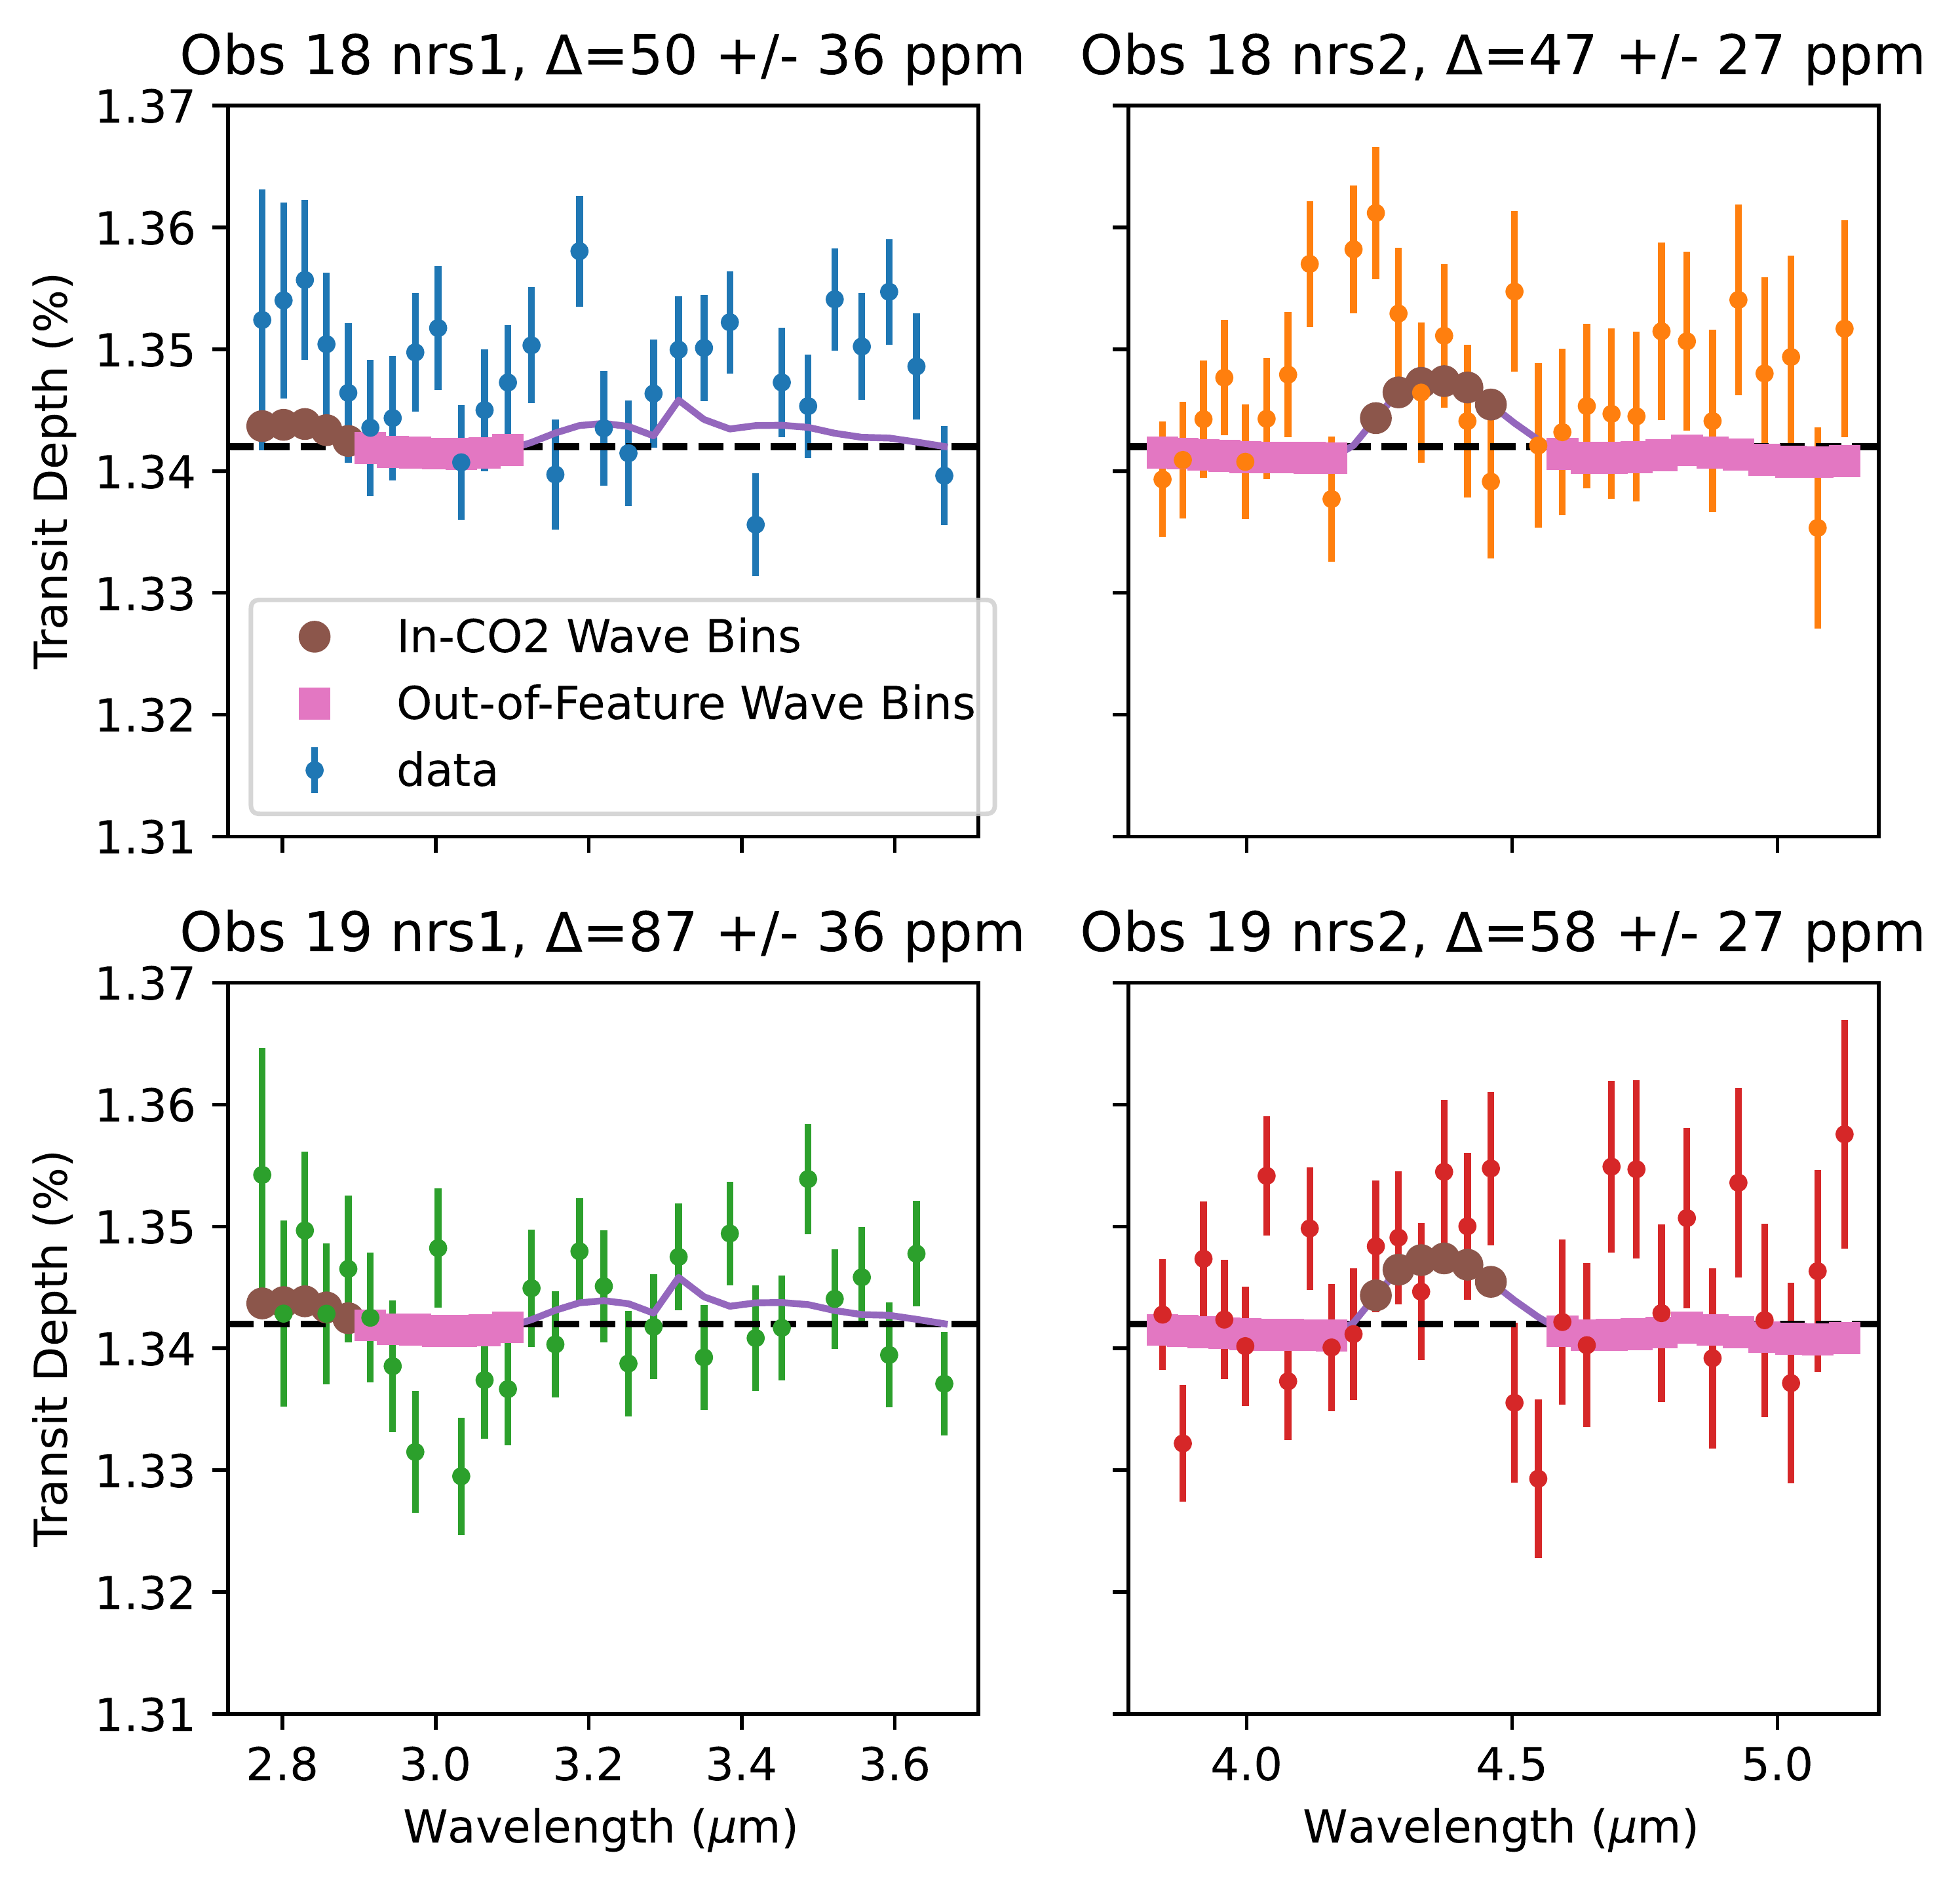 Obs 18 nrs1, Δ=50 +/- 36 ppm
Obs 18 nrs2, Δ=47 +/- 27 ppm
1.37
1.36
1.35
1.34
1.33
1.32
1.31
Transit Depth (%)
In-CO2 Wave Bins
Out-of-Feature Wave Bins
data
Obs 19 nrs1, Δ=87 +/- 36 ppm
Obs 19 nrs2, Δ=58 +/- 27 ppm
1.37
1.36
1.35
1.34
1.33
1.32
1.31
Transit Depth (%)
2.8 3.0 3.2 3.4 3.6
4.0 4.5 5.0
Wavelength (μm)
Wavelength (μm)